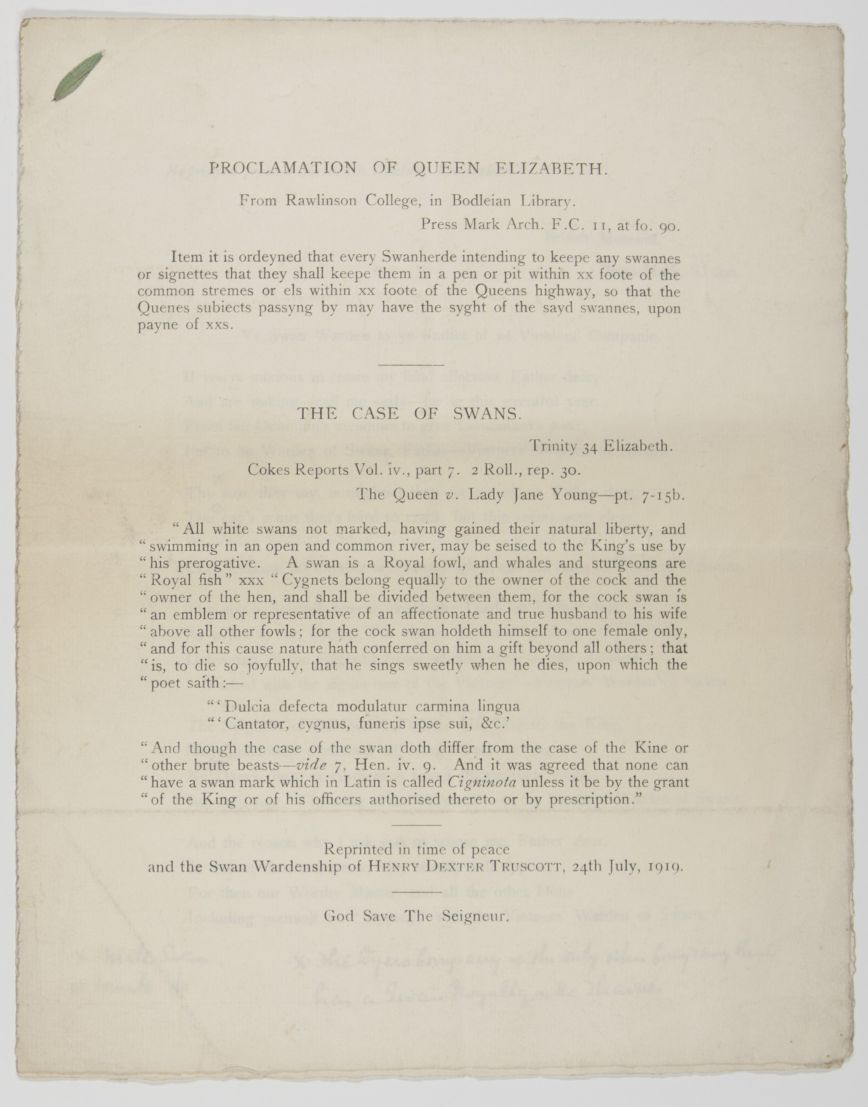 PROCLAMATION OF QUEEN ELIZABETH.
From Rawlinson College, in Bodleian Library.
Press Mark Arch. F.C. 11, at fo. 90.
Item it is ordeyned that every Swanherde intending to keepe any swannes
or signettes that they shall keepe them in a pen or pit within xx foote of the
common stremes or els within xx foote of the Queens highway, so that the
Quenes subiects passyng by may have the syght of the sayd swannes, upon
payne of xxs.
THE CASE OF SWANS.
Trinity 34 Elizabeth.
Cokes Reports Vol. iv., part 7. 2 Roll., rep. 30.
The Queen v. Lady Jane Young—pt. 7-15b.
“All white swans not marked, having gained their natural liberty, and
“swimming in an open and common river, may be seised to the King's use by
“his prerogative. A swan is a Royal fowl, and whales and sturgeons are
“Royal fish” xxx “Cygnets belong equally to the owner of the cock and the
“owner of the hen, and shall be divided between them, for the cock swan is
“an emblem or representative of an affectionate and true husband to his wife
“above all other fowls; for the cock swan holdeth himself to one female only,
“and for this cause nature hath conferred on him a gift beyond all others; that
“is, to die so joyfully, that he sings sweetly when he dies, upon which the
“poet saith:—
“‘Dulcia defecta modulatur carmina lingua
“‘Cantator, cygnus, funeris ipse sui, &c.’
“And though the case of the swan doth differ from the case of the Kine or
“other brute beasts—vide 7, Hen. iv. 9. And it was agreed that none can
“have a swan mark which in Latin is called Cigninota unless it be by the grant
“of the King or of his officers authorised thereto or by prescription.”
Reprinted in time of peace
and the Swan Wardenship of HENRY DEXTER TRUSCOTT, 24th July, 1919.
God Save The Seigneur.